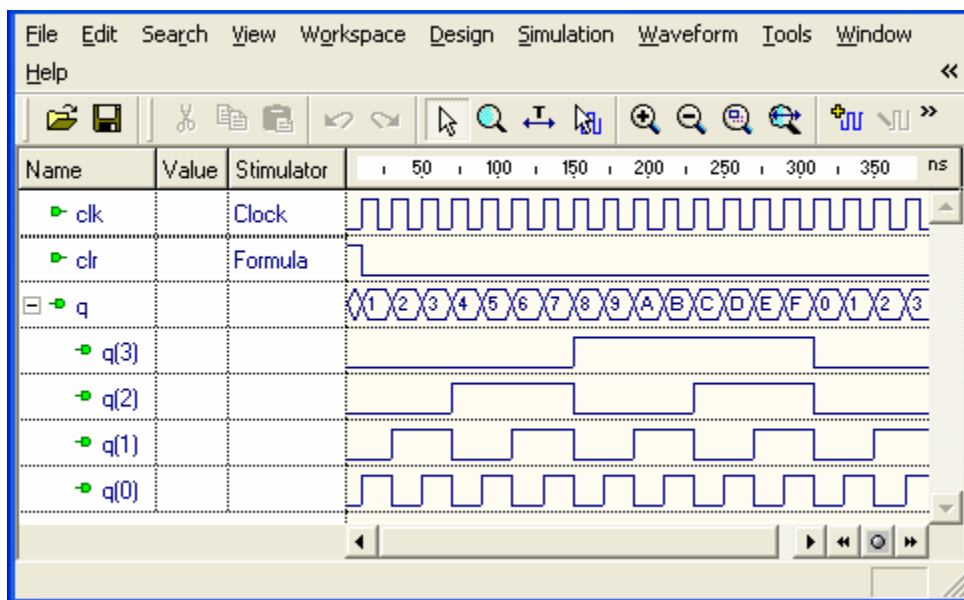 File Edit Search View Workspace Design Simulation Waveform Tools Window
Help
Name Value Stimulator 50 100 150 200 250 300 350 ns
clk Clock
clr Formula
q 1 2 3 4 5 6 7 8 9 A B C D E F 0 1 2 3
q(3)
q(2)
q(1)
q(0)